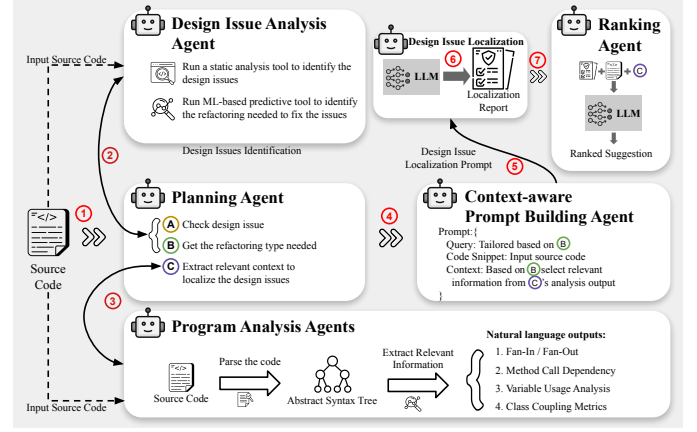 Input Source Code
Design Issue Analysis
Agent
Run a static analysis tool to identify the
design issues
Run ML-based predictive tool to identify
the refactoring needed to fix the issues
Design Issues Identification
Design Issue Localization
6
LLM
Localization
Report
7
Ranking
Agent
+
+
C
LLM
Ranked Suggestion
2
Design Issue
Localization Prompt
5
1
"</>
Source
Code
Planning Agent
A Check design issue
B Get the refactoring type needed
C Extract relevant context to
localize the design issues
4
Context-aware
Prompt Building Agent
Prompt:{
Query: Tailored based on B
Code Snippet: Input source code
Context: Based on B select relevant
information from C's analysis output
}
3
Program Analysis Agents
"</>
Source Code
Parse the code
Abstract Syntax Tree
Extract Relevant
Information
Natural language outputs:
1. Fan-In / Fan-Out
2. Method Call Dependency
3. Variable Usage Analysis
4. Class Coupling Metrics
Input Source Code